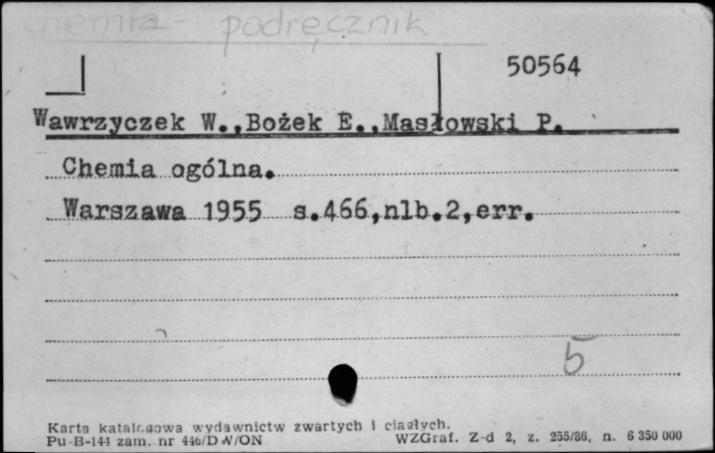 chemia - podręcznik
50564
Wawrzyczek W.,Bożek E.,Masłowski P.
Chemia ogólna.
Warszawa 1955 s.466,nlb.2,err.
5
Karta katalogowa wydawnictw zwartych i ciągłych.
Pu-B-144 zam. nr 446/DW/ON
WZGraf. Z-d 2, z. 255/86, n. 6 350 000